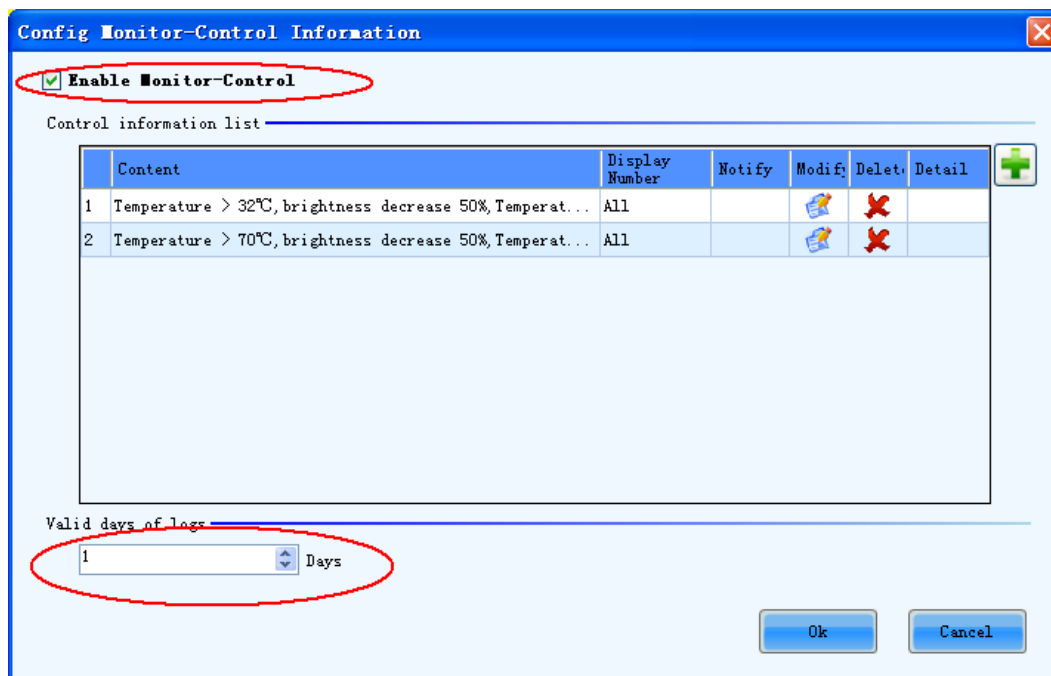 Config Monitor-Control Information
Enable Monitor-Control
Control information list
Content Display Number Notify Modify Delete Detail
1 Temperature > 32℃, brightness decrease 50%, Temperat... All
2 Temperature > 70℃, brightness decrease 50%, Temperat... All
Valid days of logs
1 Days
Ok Cancel